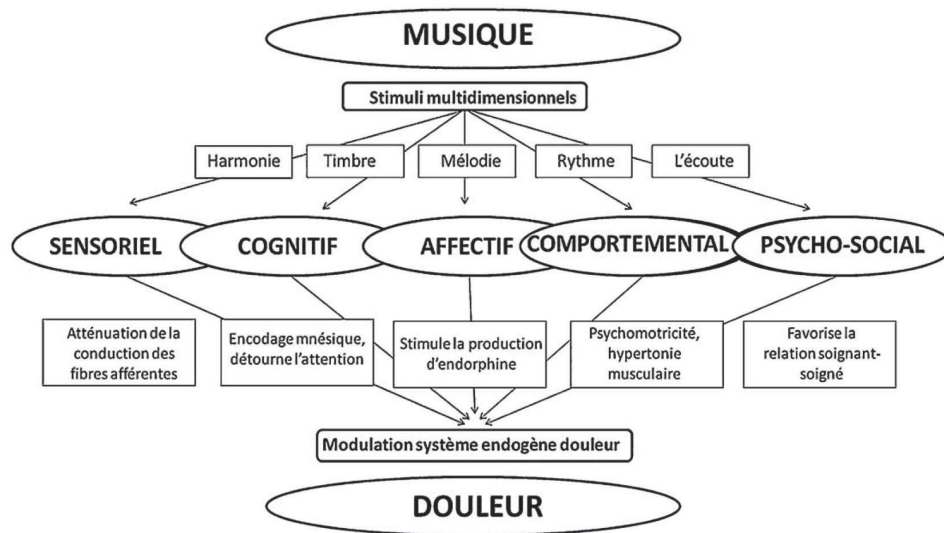 MUSIQUE
Stimuli multidimensionnels
Harmonie
Timbre
Mélodie
Rythme
L'écoute
SENSORIEL
COGNITIF
AFFECTIF
COMPORTEMENTAL
PSYCHO-SOCIAL
Atténuation de la
conduction des
fibres afférentes
Encodage mnésique,
détourne l'attention
Stimule la production
d'endorphine
Psychomotricité,
hypertonie
musculaire
Favorise la
relation soignant-
soigné
Modulation système endogène douleur
DOULEUR